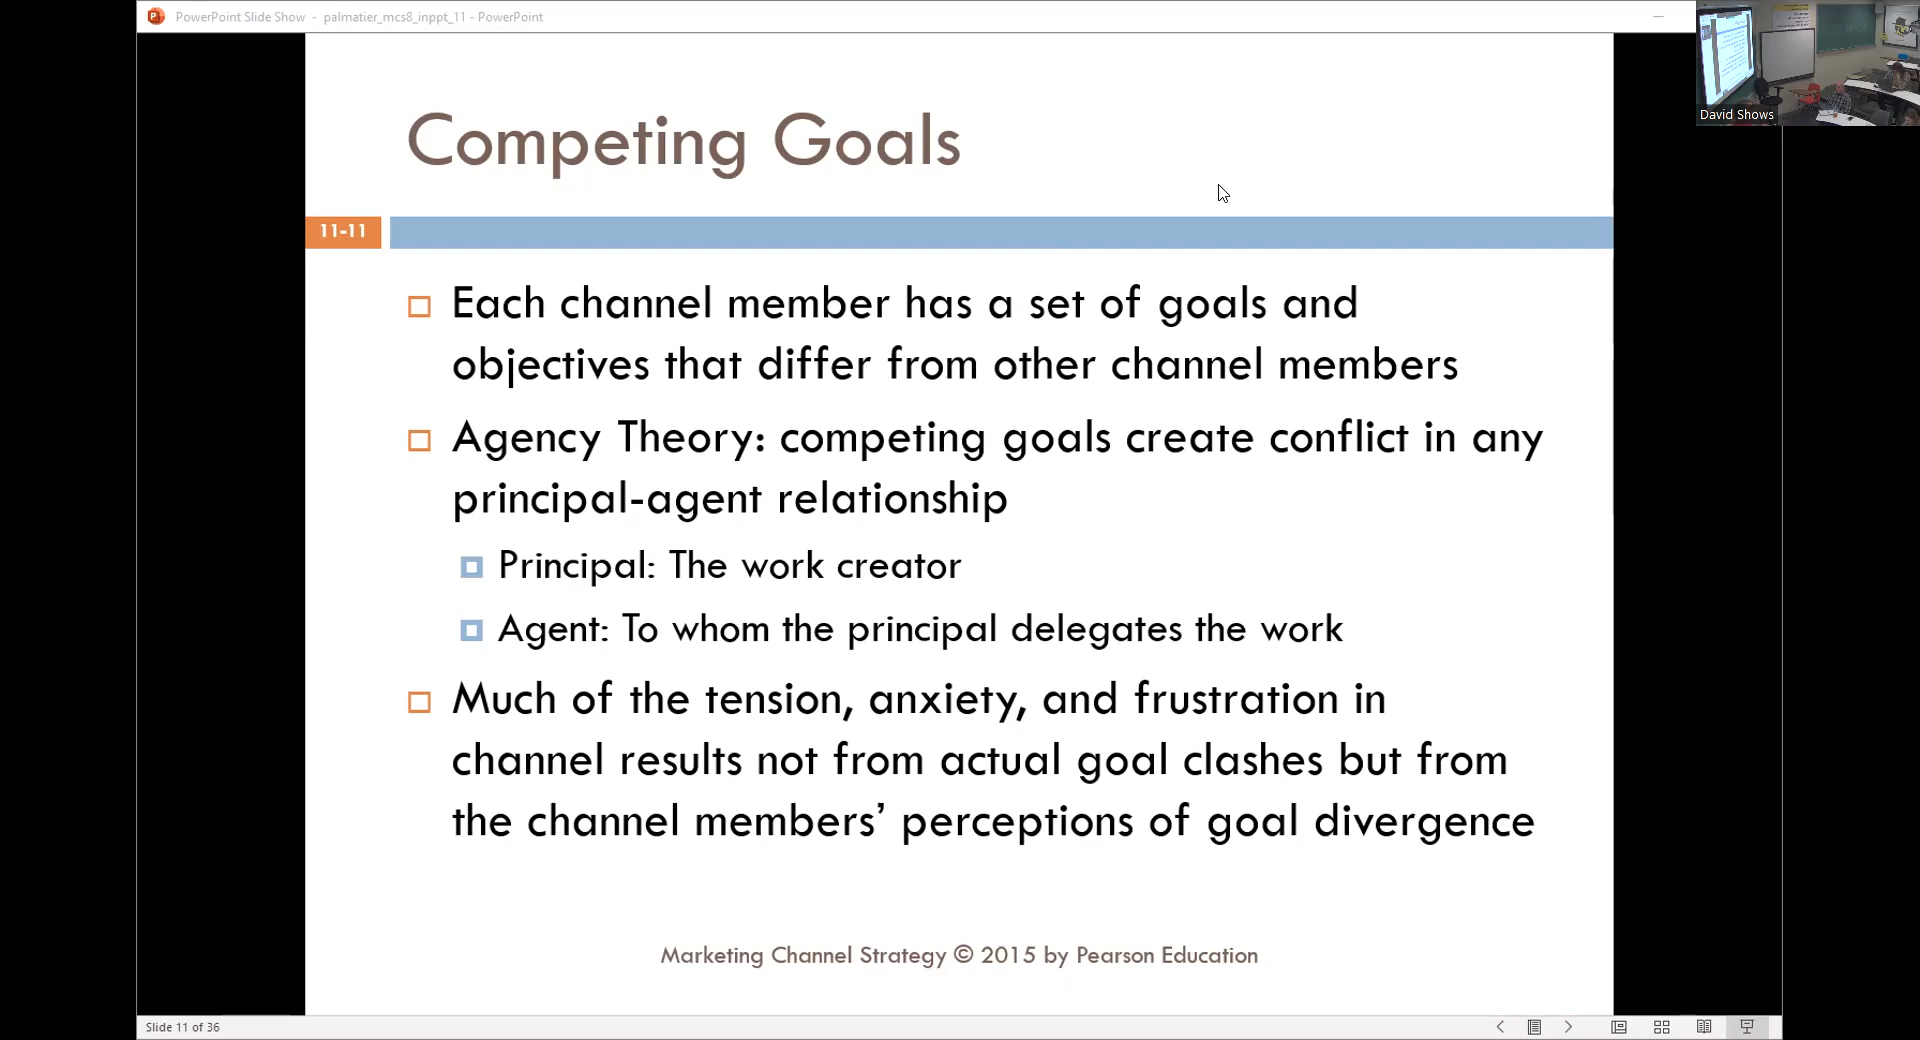 PowerPoint Slide Show - palmatier_mcs8_inppt_11 - PowerPoint
David Shows
Competing Goals
11-11
Each channel member has a set of goals and
objectives that differ from other channel members
Agency Theory: competing goals create conflict in any
principal-agent relationship
Principal: The work creator
Agent: To whom the principal delegates the work
Much of the tension, anxiety, and frustration in
channel results not from actual goal clashes but from
the channel members’ perceptions of goal divergence
Marketing Channel Strategy © 2015 by Pearson Education
Slide 11 of 36